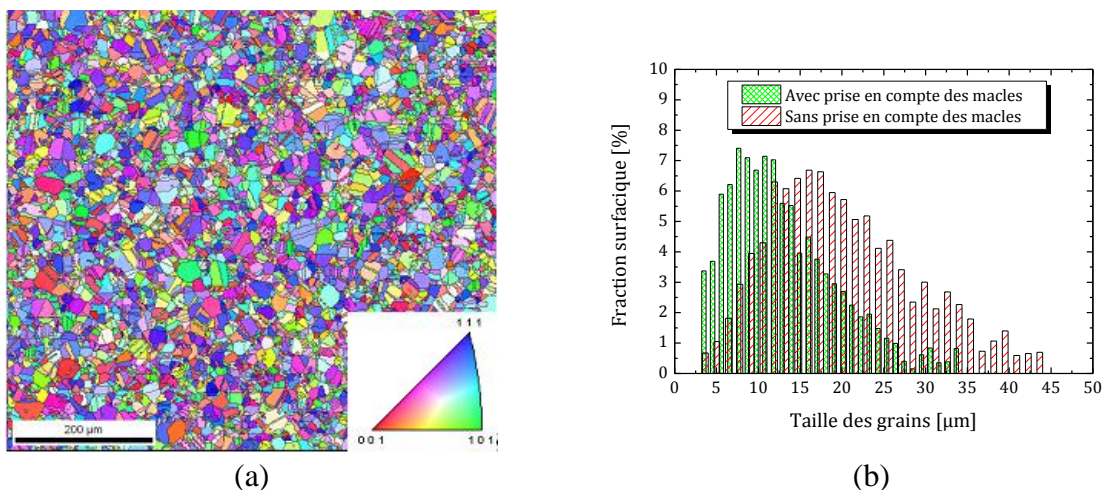 200 µm
1 1 1
0 0 1
1 0 1
(a)
Fraction surfacique [%]
10
9
8
7
6
5
4
3
2
1
0
Avec prise en compte des macles
Sans prise en compte des macles
0 5 10 15 20 25 30 35 40 45 50
Taille des grains [µm]
(b)